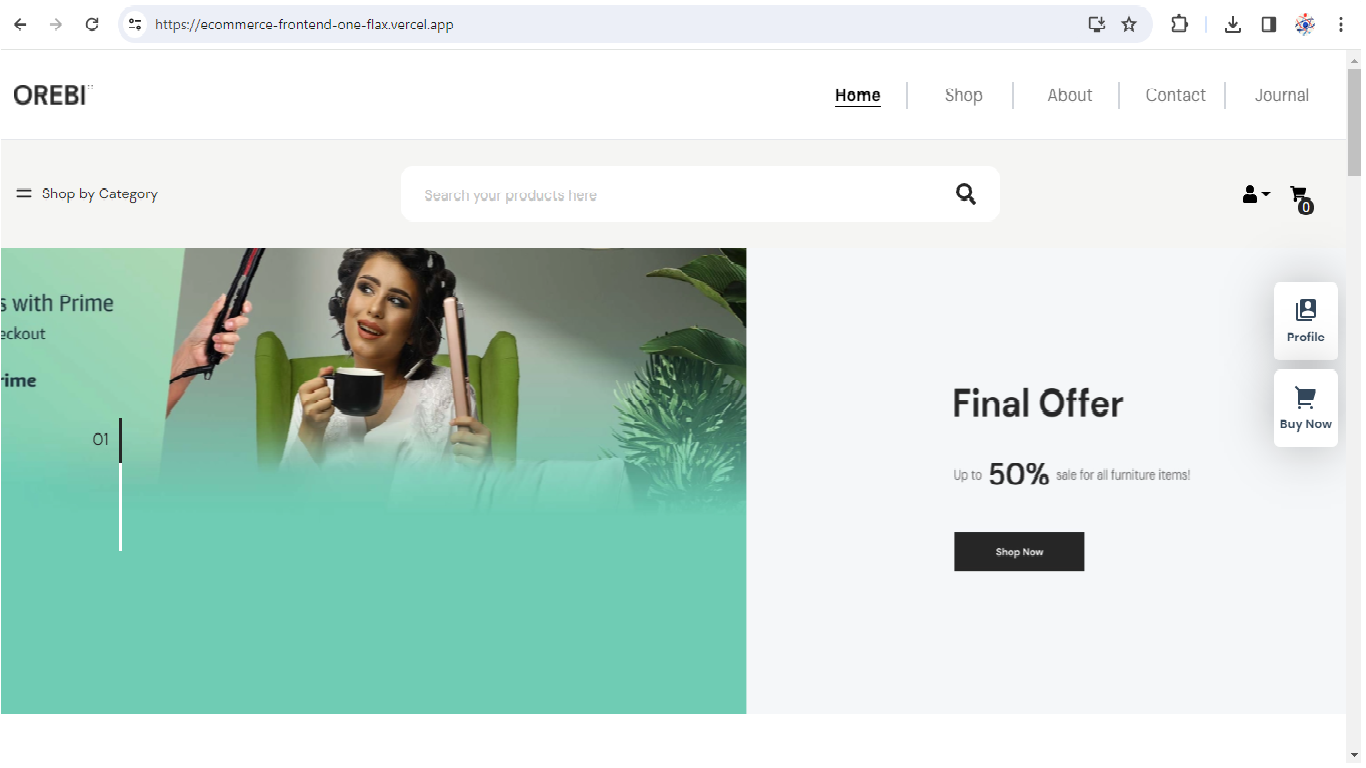 https://ecommerce-frontend-one-flax.vercel.app
OREBI
Home Shop About Contact Journal
Shop by Category
Search your products here
0
s with Prime
eckout
rime
01
Final Offer
Up to 50% sale for all furniture items!
Shop Now
Profile
Buy Now